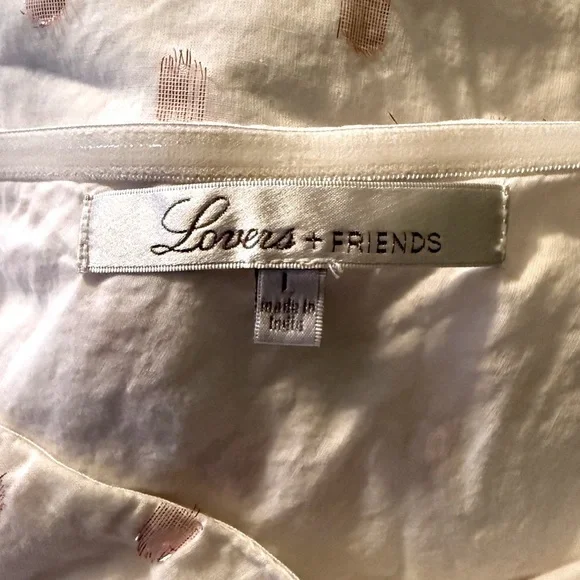 Lovers + FRIENDS
made in
India